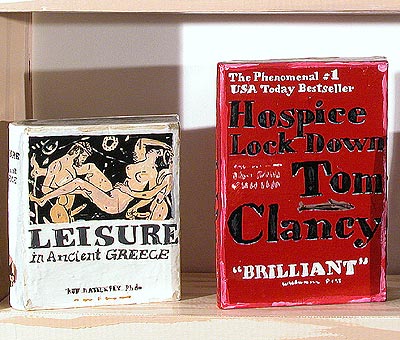 LEISURE
in Ancient GREECE
The Phenomenal #1
USA Today Bestseller
Hospice
Lock Down
Tom
Clancy
"BRILLIANT"